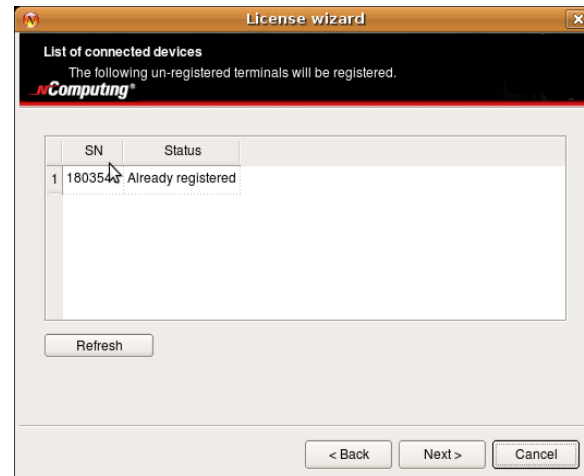 License wizard
List of connected devices
The following un-registered terminals will be registered.
NComputing
SN Status
1 Already registered
Refresh
< Back Next > Cancel